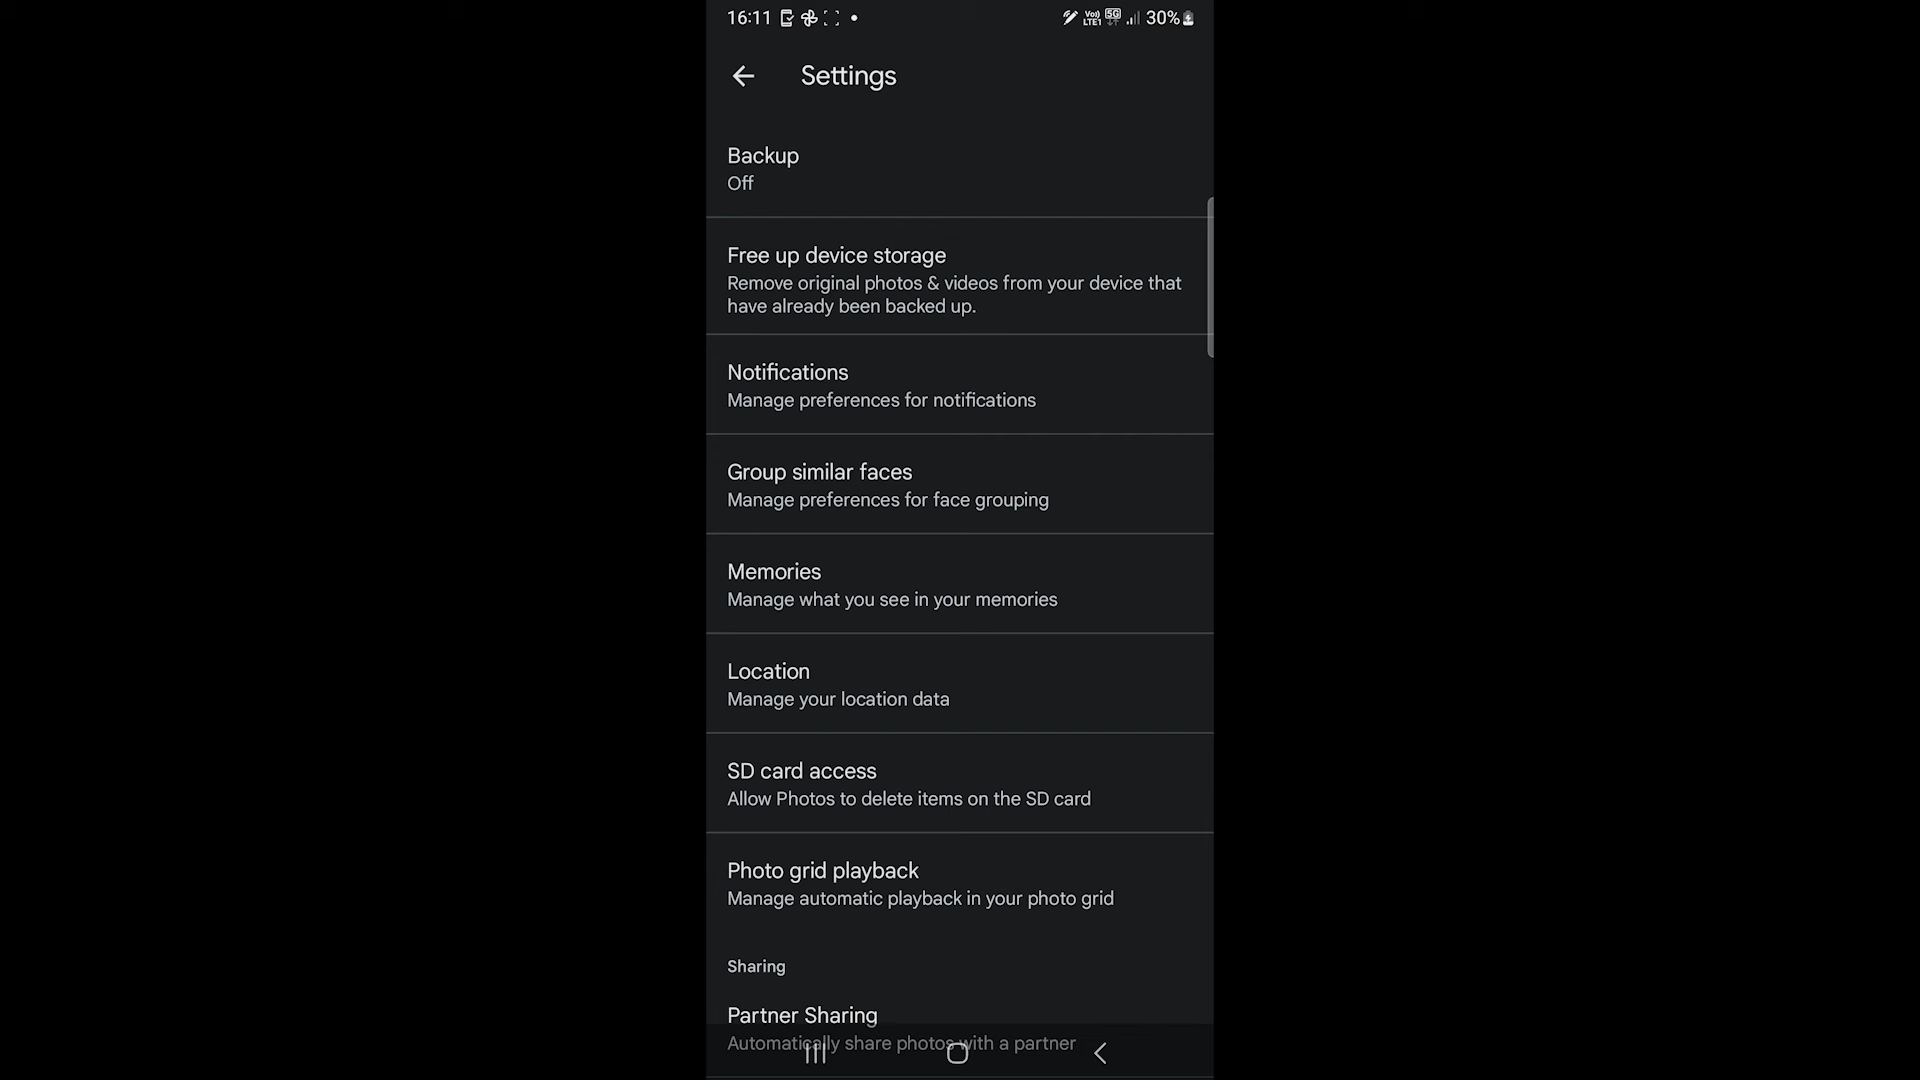 16:11
Vo)) LTE1 5G 30%
Settings
Backup
Off
Free up device storage
Remove original photos & videos from your device that
have already been backed up.
Notifications
Manage preferences for notifications
Group similar faces
Manage preferences for face grouping
Memories
Manage what you see in your memories
Location
Manage your location data
SD card access
Allow Photos to delete items on the SD card
Photo grid playback
Manage automatic playback in your photo grid
Sharing
Partner Sharing
Automatically share photos with a partner